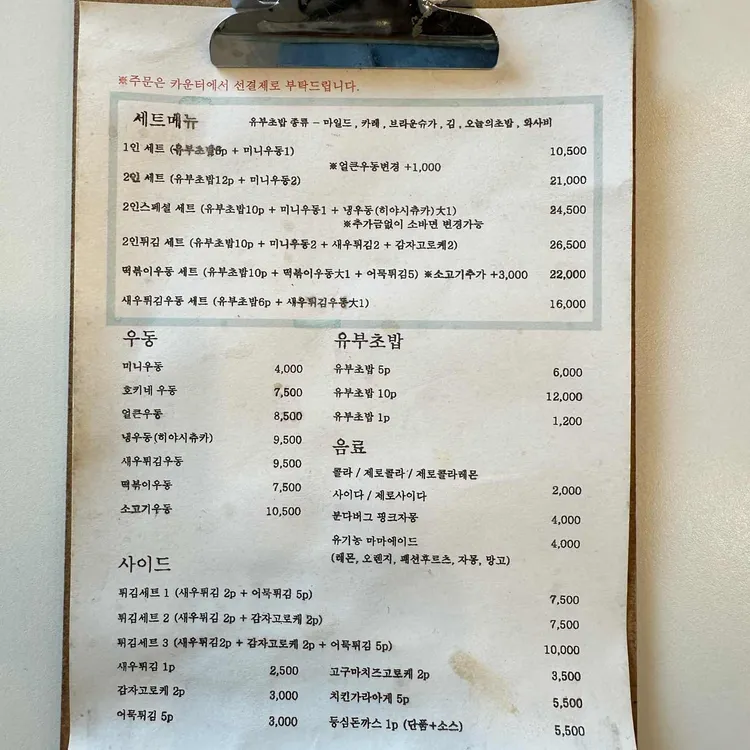 ※주문은 카운터에서 선결제로 부탁드립니다.
세트메뉴 유부초밥 종류 - 마일드, 카레, 브라운슈가, 김, 오늘의초밥, 와사비
1인 세트 (유부초밥6p + 미니우동1) 10,500
※얼큰우동변경 +1,000
2인 세트 (유부초밥12p + 미니우동2) 21,000
2인스페셜 세트 (유부초밥10p + 미니우동1 + 냉우동(히야시츄카)大1) 24,500
※추가금없이 소바면 변경가능
2인튀김 세트 (유부초밥10p + 미니우동2 + 새우튀김2 + 감자고로케2) 26,500
떡볶이우동 세트 (유부초밥10p + 떡볶이우동大1 + 어묵튀김5) ※소고기추가 +3,000 22,000
새우튀김우동 세트 (유부초밥6p + 새우튀김우동大1) 16,000
우동
미니우동 4,000
호키네 우동 7,500
얼큰우동 8,500
냉우동(히야시츄카) 9,500
새우튀김우동 9,500
떡볶이우동 7,500
소고기우동 10,500
유부초밥
유부초밥 5p 6,000
유부초밥 10p 12,000
유부초밥 1p 1,200
음료
콜라 / 제로콜라 / 제로콜라레몬
사이다 / 제로사이다 2,000
분다버그 핑크자몽 4,000
유기농 마마에이드 4,000
(레몬, 오렌지, 패션후르츠, 자몽, 망고)
사이드
튀김세트 1 (새우튀김 2p + 어묵튀김 5p) 7,500
튀김세트 2 (새우튀김 2p + 감자고로케 2p) 7,500
튀김세트 3 (새우튀김2p + 감자고로케 2p + 어묵튀김 5p) 10,000
새우튀김 1p 2,500
감자고로케 2p 3,000
어묵튀김 5p 3,000
고구마치즈고로케 2p 3,500
치킨가라아게 5p 5,500
등심돈까스 1p (단품+소스) 5,500